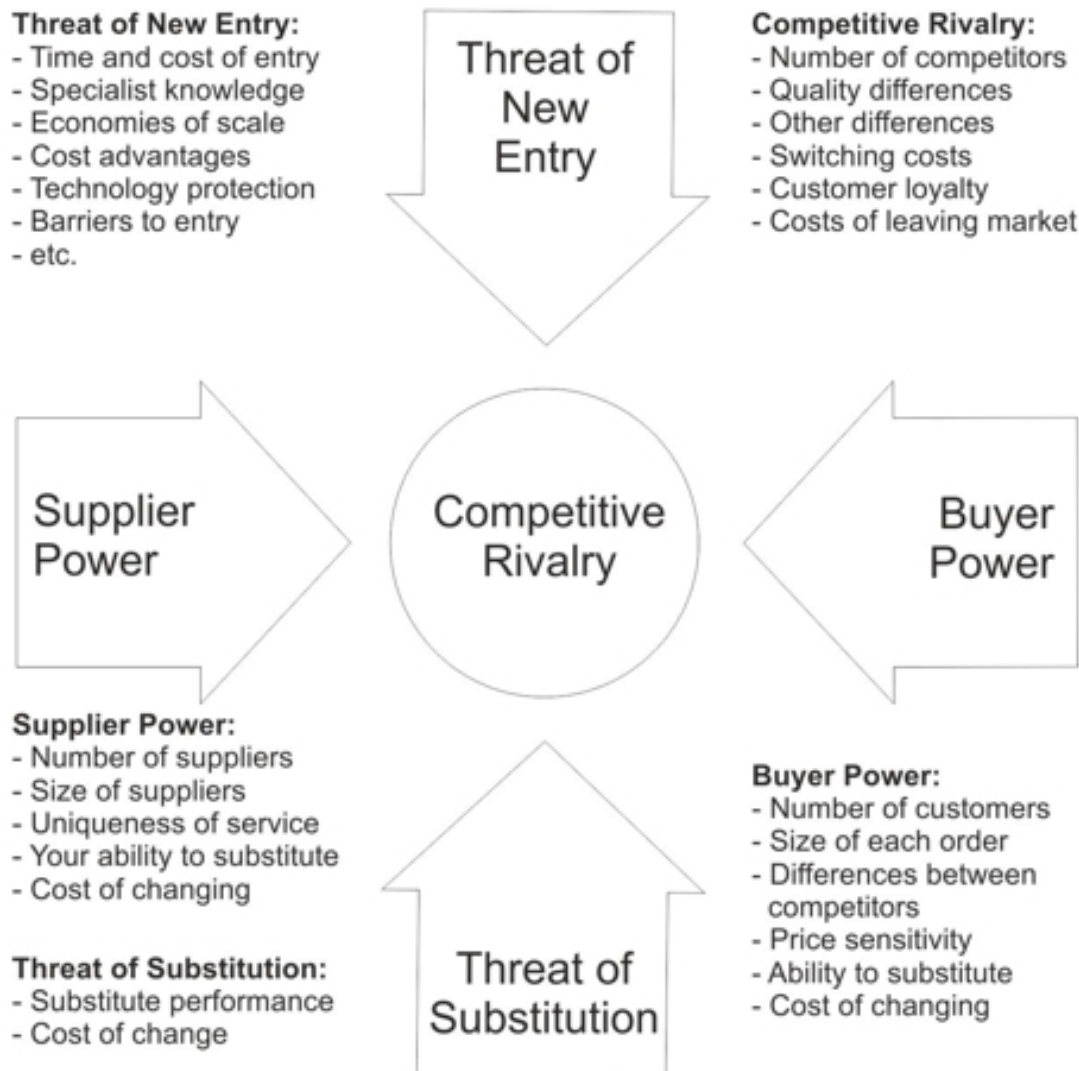 Threat of New Entry:
- Time and cost of entry
- Specialist knowledge
- Economies of scale
- Cost advantages
- Technology protection
- Barriers to entry
- etc.
Threat of
New
Entry
Competitive Rivalry:
- Number of competitors
- Quality differences
- Other differences
- Switching costs
- Customer loyalty
- Costs of leaving market
Supplier
Power
Competitive
Rivalry
Buyer
Power
Supplier Power:
- Number of suppliers
- Size of suppliers
- Uniqueness of service
- Your ability to substitute
- Cost of changing
Threat of Substitution:
- Substitute performance
- Cost of change
Threat of
Substitution
Buyer Power:
- Number of customers
- Size of each order
- Differences between
competitors
- Price sensitivity
- Ability to substitute
- Cost of changing